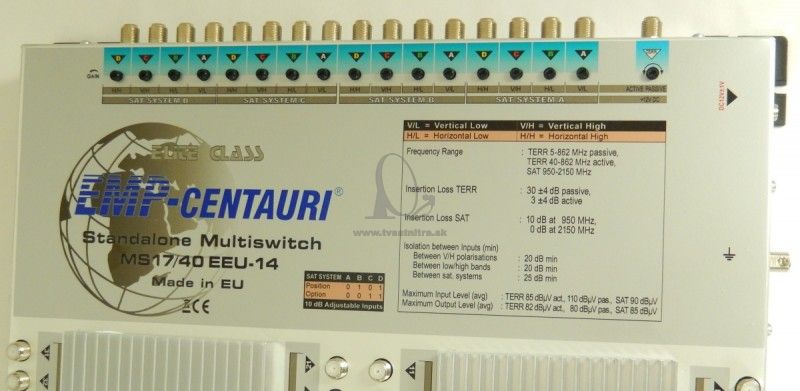 D C B A D C B A D C B A D C B A TERR
GAIN
H/H V/H H/L V/L H/H V/H H/L V/L H/H V/H H/L V/L H/H V/H H/L V/L ACTIVE PASSIVE
SAT SYSTEM D SAT SYSTEM C SAT SYSTEM B SAT SYSTEM A +12V DC
DC12V±1V
V/L = Vertical Low V/H = Vertical High
H/L = Horizontal Low H/H = Horizontal High
Frequency Range : TERR 5-862 MHz passive,
TERR 40-862 MHz active,
SAT 950-2150 MHz
Insertion Loss TERR : 30 ±4 dB passive,
3 ±4 dB active
Insertion Loss SAT : 10 dB at 950 MHz,
0 dB at 2150 MHz
Isolation between Inputs (min)
Between V/H polarisations : 20 dB min
Between low/high bands : 20 dB min
Between sat. systems : 25 dB min
Maximum Input Level (avg) : TERR 85 dBµV act., 110 dBµV pas., SAT 90 dBµV
Maximum Output Level (avg) : TERR 82 dBµV act., 80 dBµV pas., SAT 85 dBµV
ELITE CLASS
EMP-CENTAURI®
Standalone Multiswitch
MS17/40 EEU-14
Made in EU
CE
SAT SYSTEM A B C D
Position 0 1 0 1
Option 0 0 1 1
10 dB Adjustable Inputs
www.tvsatnitra.sk